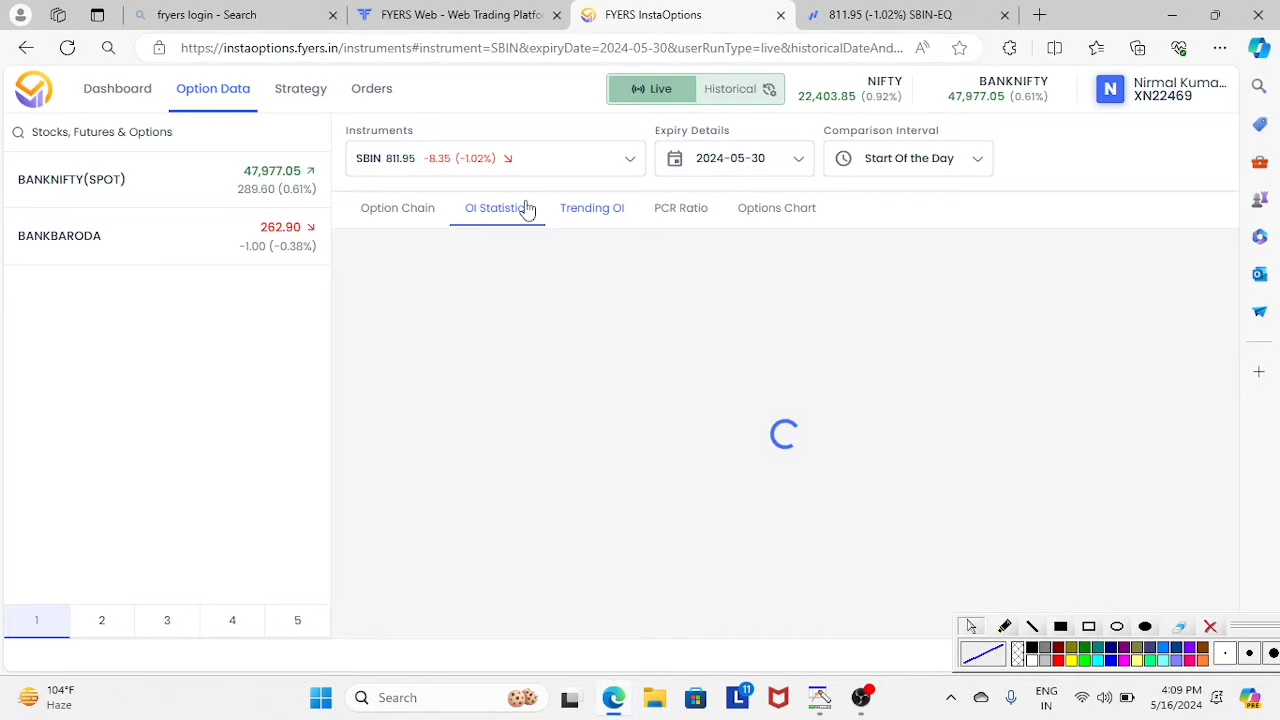 fryers login - Search
FYERS Web - Web Trading Platfo
FYERS InstaOptions
811.95 (-1.02%) SBIN-EQ
https://instaoptions.fyers.in/instruments#instrument=SBIN&expiryDate=2024-05-30&userRunType=live&historicalDateAnd...
Dashboard
Option Data
Strategy
Orders
Live
Historical
NIFTY
22,403.85 (0.92%)
BANKNIFTY
47,977.05 (0.61%)
N
Nirmal Kuma...
XN22469
Stocks, Futures & Options
BANKNIFTY(SPOT)
47,977.05
289.60 (0.61%)
BANKBARODA
262.90
-1.00 (-0.38%)
1 2 3 4 5
Instruments
SBIN 811.95 -8.35 (-1.02%)
Expiry Details
2024-05-30
Comparison Interval
Start Of the Day
Option Chain
OI Statistics
Trending OI
PCR Ratio
Options Chart
104°F
Haze
Search
11
ENG
IN
4:09 PM
5/16/2024
PRE